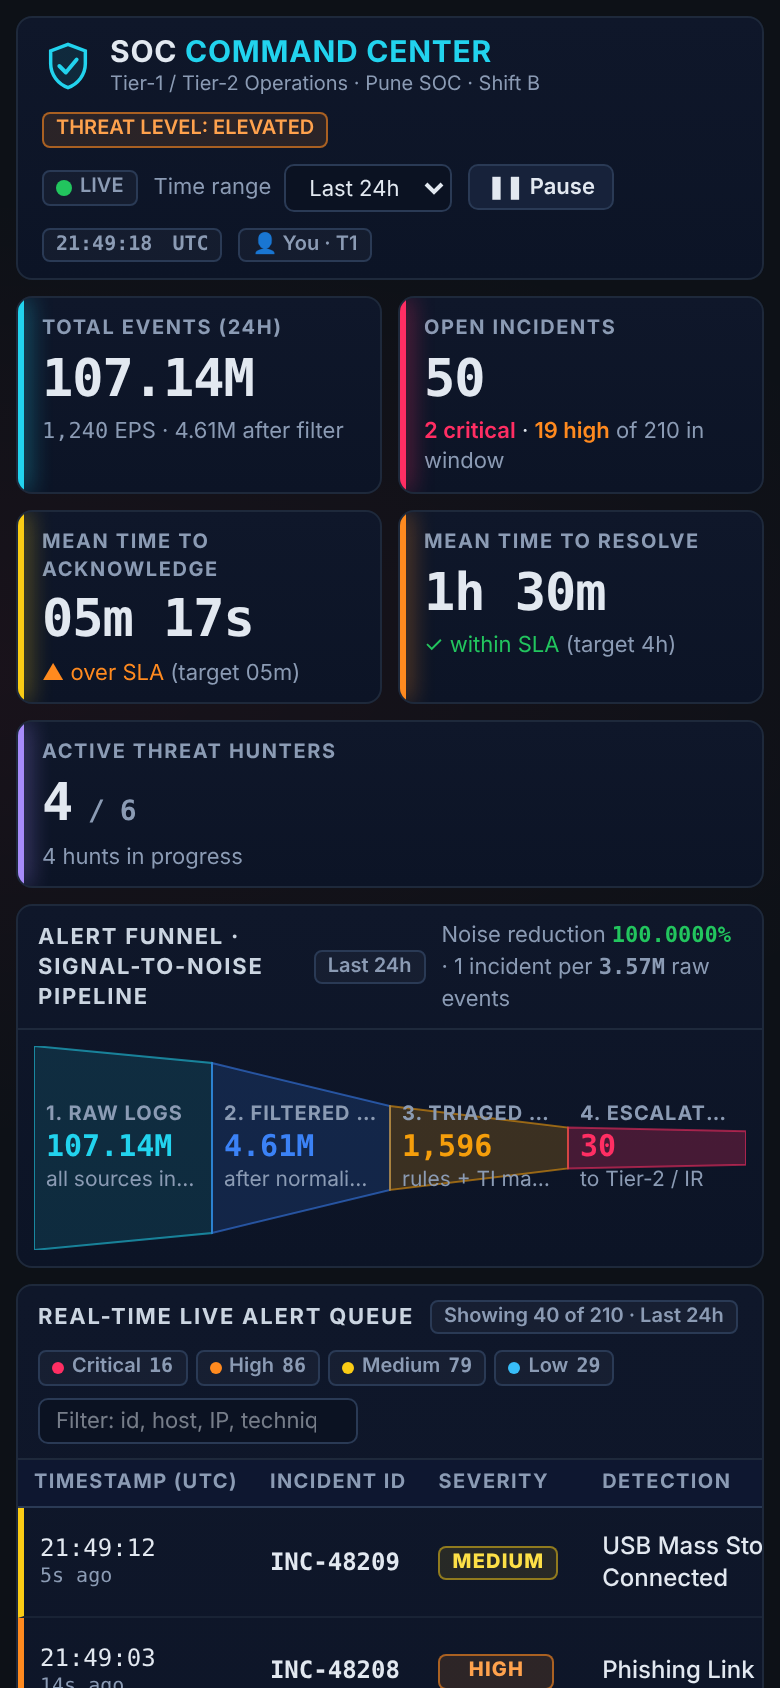 SOC COMMAND CENTER
Tier-1 / Tier-2 Operations · Pune SOC · Shift B
THREAT LEVEL: ELEVATED
LIVE Time range Last 24h ❚❚ Pause
21:49:18 UTC 👤 You · T1
TOTAL EVENTS (24H)
107.14M
1,240 EPS · 4.61M after filter
OPEN INCIDENTS
50
2 critical · 19 high of 210 in
window
MEAN TIME TO
ACKNOWLEDGE
05m 17s
▲ over SLA (target 05m)
MEAN TIME TO RESOLVE
1h 30m
✓ within SLA (target 4h)
ACTIVE THREAT HUNTERS
4 / 6
4 hunts in progress
ALERT FUNNEL ·
SIGNAL-TO-NOISE
PIPELINE
Last 24h
Noise reduction 100.0000%
· 1 incident per 3.57M raw
events
1. RAW LOGS
107.14M
all sources in...
2. FILTERED ...
4.61M
after normali...
3. TRIAGED ...
1,596
rules + TI ma...
4. ESCALAT...
30
to Tier-2 / IR
REAL-TIME LIVE ALERT QUEUE Showing 40 of 210 · Last 24h
Critical 16 High 86 Medium 79 Low 29
Filter: id, host, IP, techniq
TIMESTAMP (UTC) INCIDENT ID SEVERITY DETECTION
21:49:12
5s ago
INC-48209
MEDIUM
USB Mass Sto
Connected
21:49:03
14s ago
INC-48208
HIGH
Phishing Link